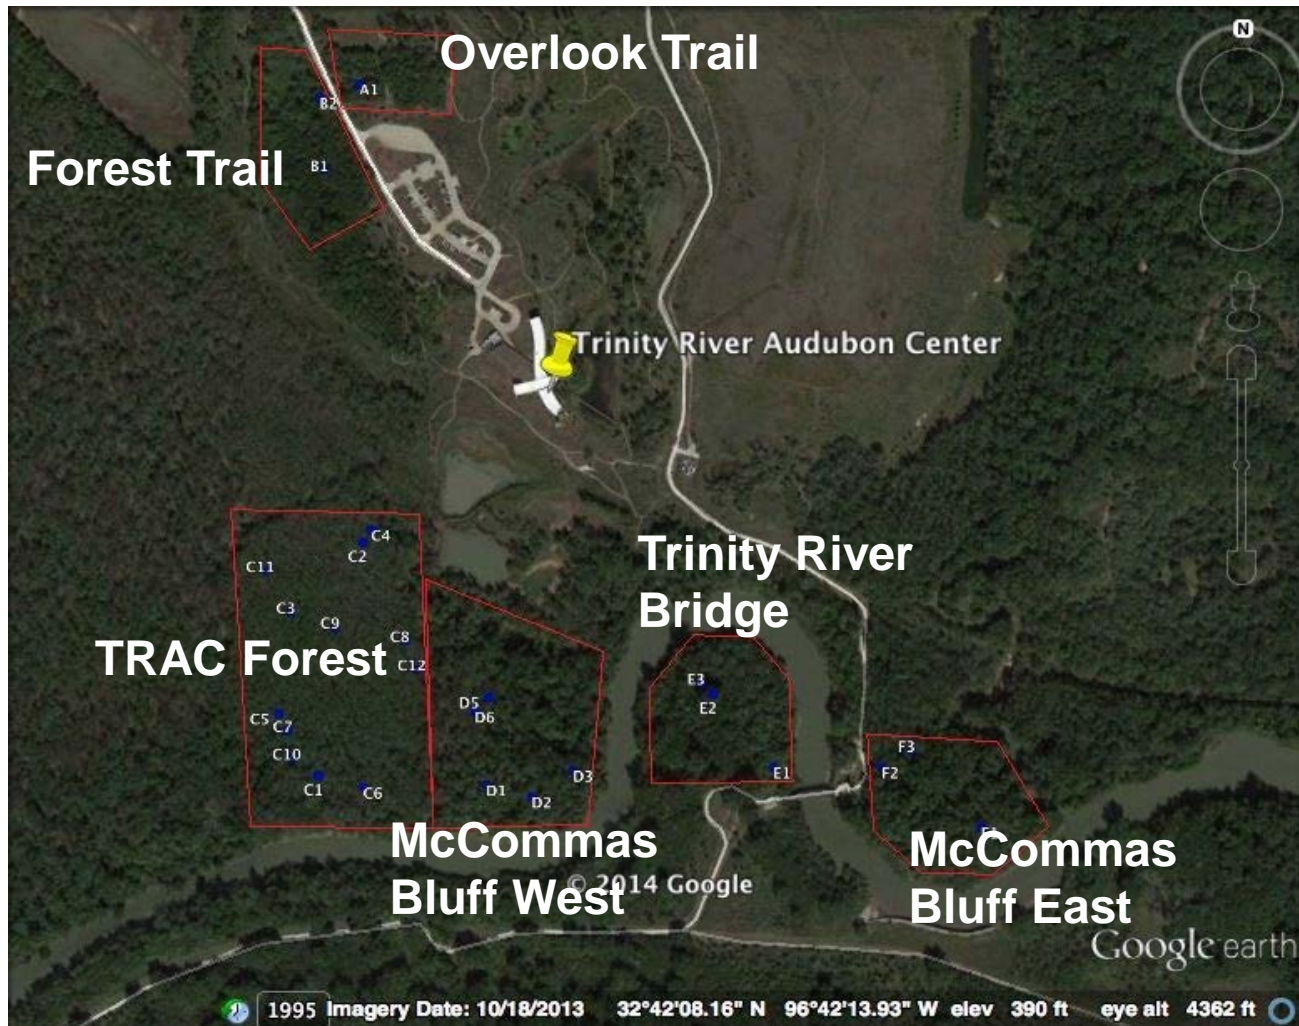 N
Overlook Trail
A1
B2
Forest Trail
B1
Trinity River Audubon Center
C4
C2
C11
C3
C9
C8
TRAC Forest
C12
C5
C7
C10
C1
C6
D5
D6
D3
D1
D2
McCommas
Bluff West
Trinity River
Bridge
E3
E2
E1
F3
F2
McCommas
Bluff East
© 2014 Google
Google earth
1995 Imagery Date: 10/18/2013 32°42'08.16" N 96°42'13.93" W elev 390 ft eye alt 4362 ft